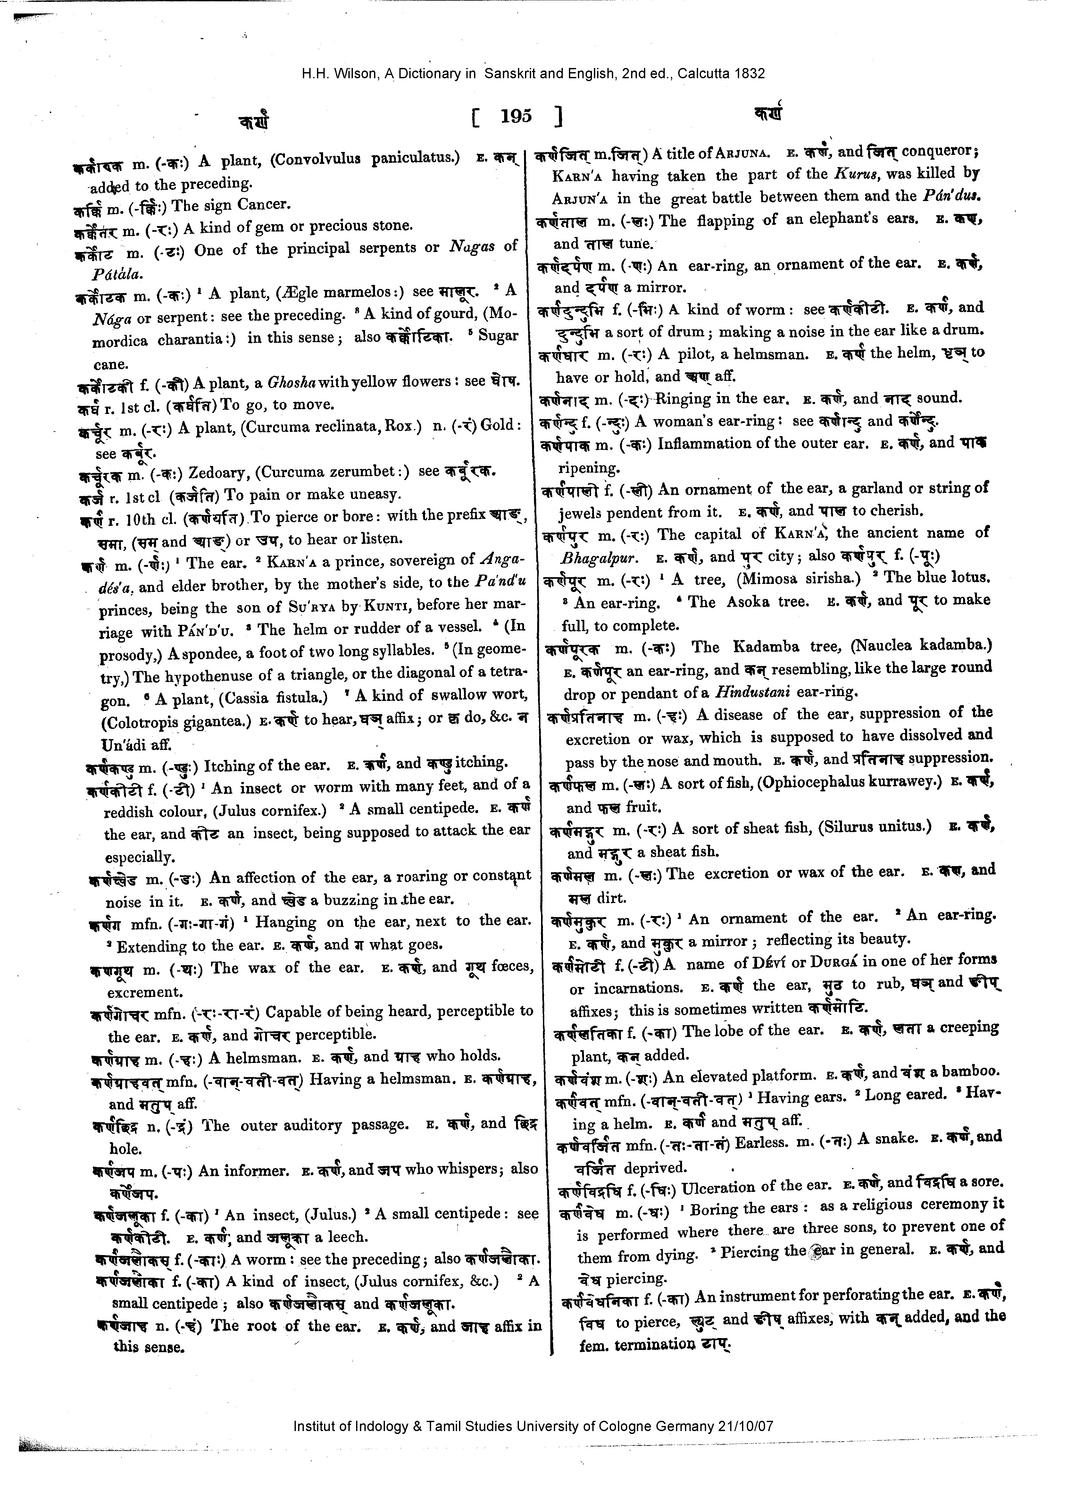 H.H. Wilson, A Dictionary in Sanskrit and English, 2nd ed., Calcutta 1832
कर्ण
[ 195 ]
कर्ण
m. (-कः) A plant, (Convolvulus paniculatus.) E. कन्
added to the preceding.
कर्कि m. (-र्किः) The sign Cancer.
कर्केतर m. (-रः) A kind of gem or precious stone.
कर्कोट m. (-टः) One of the principal serpents or Nagas of
Pátála.
कर्कोटक m. (-कः) ¹ A plant, (Ægle marmelos:) see मालूर. ² A
Nága or serpent: see the preceding. ³ A kind of gourd, (Mo-
mordica charantia:) in this sense; also कर्कोटिका. ⁵ Sugar
cane.
कर्कोटकी f. (-की) A plant, a Ghosha with yellow flowers: see घोष.
कर्घ r. 1st cl. (कर्घति) To go, to move.
कर्चूर m. (-रः) A plant, (Curcuma reclinata, Rox.) n. (-रं) Gold:
see कर्बूर.
कर्चूरक m. (-कः) Zedoary, (Curcuma zerumbet:) see कर्बूरक.
कर्ज r. 1st cl (कर्जति) To pain or make uneasy.
कर्ण r. 10th cl. (कर्णयति) To pierce or bore: with the prefix आङ्,
समा, (सम् and आङ्) or उप, to hear or listen.
कर्ण m. (-र्णः) ¹ The ear. ² KARN'A a prince, sovereign of Anga-
dés'a, and elder brother, by the mother's side, to the Pa'nd'u
princes, being the son of SU'RYA by KUNTI, before her mar-
riage with PÁN'D'U. ³ The helm or rudder of a vessel. ⁴ (In
prosody,) A spondee, a foot of two long syllables. ⁵ (In geome-
try,) The hypothenuse of a triangle, or the diagonal of a tetra-
gon. ⁶ A plant, (Cassia fistula.) ⁷ A kind of swallow wort,
(Colotropis gigantea.) E. कर्ण to hear, घञ् affix; or कॄ do, &c. न
Un'ádi aff.
कर्णकण्डु m. (-ण्डुः) Itching of the ear. E. कर्ण, and कण्डु itching.
कर्णकीटी f. (-टी) ¹ An insect or worm with many feet, and of a
reddish colour, (Julus cornifex.) ² A small centipede. E. कर्ण
the ear, and कीट an insect, being supposed to attack the ear
especially.
कर्णक्ष्वेड m. (-डः) An affection of the ear, a roaring or constant
noise in it. E. कर्ण, and क्ष्वेड a buzzing in the ear.
कर्णग mfn. (-गः-गा-गं) ¹ Hanging on the ear, next to the ear.
² Extending to the ear. E. कर्ण, and ग what goes.
कर्णगूथ m. (-थः) The wax of the ear. E. कर्ण, and गूथ fœces,
excrement.
कर्णगोचर mfn. (-रः-रा-रं) Capable of being heard, perceptible to
the ear. E. कर्ण, and गोचर perceptible.
कर्णग्राह m. (-हः) A helmsman. E. कर्ण, and ग्राह who holds.
कर्णग्राहवत् mfn. (-वान्-वती-वत्) Having a helmsman. E. कर्णग्राह,
and मतुप् aff.
कर्णछिद्र n. (-द्रं) The outer auditory passage. E. कर्ण, and छिद्र
hole.
कर्णजप m. (-पः) An informer. E. कर्ण, and जप who whispers; also
कर्णेजप.
कर्णजलूका f. (-का) ¹ An insect, (Julus.) ² A small centipede: see
कर्णकीटी. E. कर्ण, and जलूका a leech.
कर्णजलौकस् f. (-काः) A worm: see the preceding; also कर्णजलौका.
कर्णजलौका f. (-का) A kind of insect, (Julus cornifex, &c.) ² A
small centipede; also कर्णजलौकस् and कर्णजलूका.
कर्णजाह n. (-हं) The root of the ear. E. कर्ण, and जाह affix in
this sense.
कर्णजित् m. जित्) A title of ARJUNA. E. कर्ण, and जित् conqueror;
KARN'A having taken the part of the Kurus, was killed by
ARJUN'A in the great battle between them and the Pán'dus.
कर्णताल m. (-लः) The flapping of an elephant's ears. E. कर्ण,
and ताल tune.
कर्णदर्पण m. (-णः) An ear-ring, an ornament of the ear. E. कर्ण,
and दर्पण a mirror.
कर्णदुन्दुभि f. (-भिः) A kind of worm: see कर्णकीटी. E. कर्ण, and
दुन्दुभि a sort of drum; making a noise in the ear like a drum.
कर्णधार m. (-रः) A pilot, a helmsman. E. कर्ण the helm, धृञ् to
have or hold, and अण् aff.
कर्णनाद m. (-दः) Ringing in the ear. E. कर्ण, and नाद sound.
कर्णन्दु f. (-न्दुः) A woman's ear-ring: see कर्णान्दु and कर्णेन्दु.
कर्णपाक m. (-कः) Inflammation of the outer ear. E. कर्ण, and पाक
ripening.
कर्णपाली f. (-ली) An ornament of the ear, a garland or string of
jewels pendent from it. E. कर्ण, and पाल to cherish.
कर्णपुर m. (-रः) The capital of KARN'A, the ancient name of
Bhagalpur. E. कर्ण, and पुर city; also कर्णपुर् f. (-पूः)
कर्णपूर m. (-रः) ¹ A tree, (Mimosa sirisha.) ² The blue lotus.
³ An ear-ring. ⁴ The Asoka tree. E. कर्ण, and पूर to make
full, to complete.
कर्णपूरक m. (-कः) The Kadamba tree, (Nauclea kadamba.)
E. कर्णपूर an ear-ring, and कन् resembling, like the large round
drop or pendant of a Hindustani ear-ring.
कर्णप्रतिनाह m. (-हः) A disease of the ear, suppression of the
excretion or wax, which is supposed to have dissolved and
pass by the nose and mouth. E. कर्ण, and प्रतिनाह suppression.
कर्णफल m. (-लः) A sort of fish, (Ophiocephalus kurrawey.) E. कर्ण,
and फल fruit.
कर्णमद्गुर m. (-रः) A sort of sheat fish, (Silurus unitus.) E. कर्ण,
and मद्गुर a sheat fish.
कर्णमल m. (-लः) The excretion or wax of the ear. E. कर्ण, and
मल dirt.
कर्णमुकुर m. (-रः) ¹ An ornament of the ear. ² An ear-ring.
E. कर्ण, and मुकुर a mirror; reflecting its beauty.
कर्णमोटी f. (-टी) A name of DÉVÍ or DURGÁ in one of her forms
or incarnations. E. कर्ण the ear, मुट to rub, घञ् and ङीप्
affixes; this is sometimes written कर्णमोटि.
कर्णलतिका f. (-का) The lobe of the ear. E. कर्ण, लता a creeping
plant, कन् added.
कर्णवंश m. (-शः) An elevated platform. E. कर्ण, and वंश a bamboo.
कर्णवत् mfn. (-वान्-वती-वत्) ¹ Having ears. ² Long eared. ³ Hav-
ing a helm. E. कर्ण and मतुप् aff.
कर्णवर्जित mfn. (-तः-ता-तं) Earless. m. (-तः) A snake. E. कर्ण, and
वर्जित deprived.
कर्णविद्रधि f. (-धिः) Ulceration of the ear. E. कर्ण, and विद्रधि a sore.
कर्णवेध m. (-धः) ¹ Boring the ears: as a religious ceremony it
is performed where there are three sons, to prevent one of
them from dying. ² Piercing the ear in general. E. कर्ण, and
वेध piercing.
कर्णवेधनिका f. (-का) An instrument for perforating the ear. E. कर्ण,
विध to pierce, ल्युट् and ङीप् affixes, with कन् added, and the
fem. termination टाप्.
Institut of Indology & Tamil Studies University of Cologne Germany 21/10/07